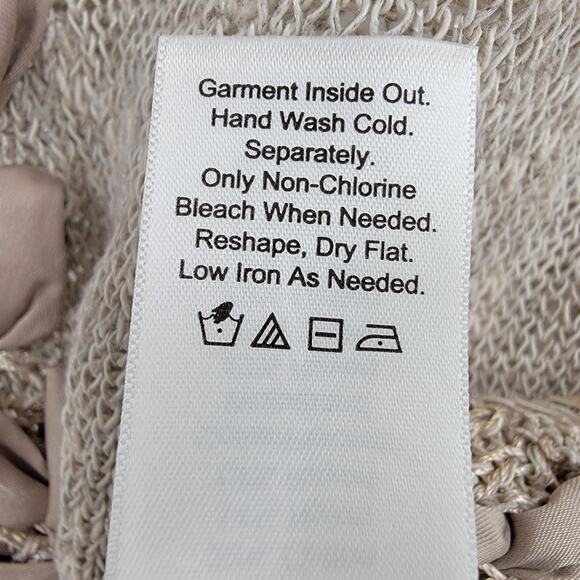 Garment Inside Out.
Hand Wash Cold.
Separately.
Only Non-Chlorine
Bleach When Needed.
Reshape, Dry Flat.
Low Iron As Needed.